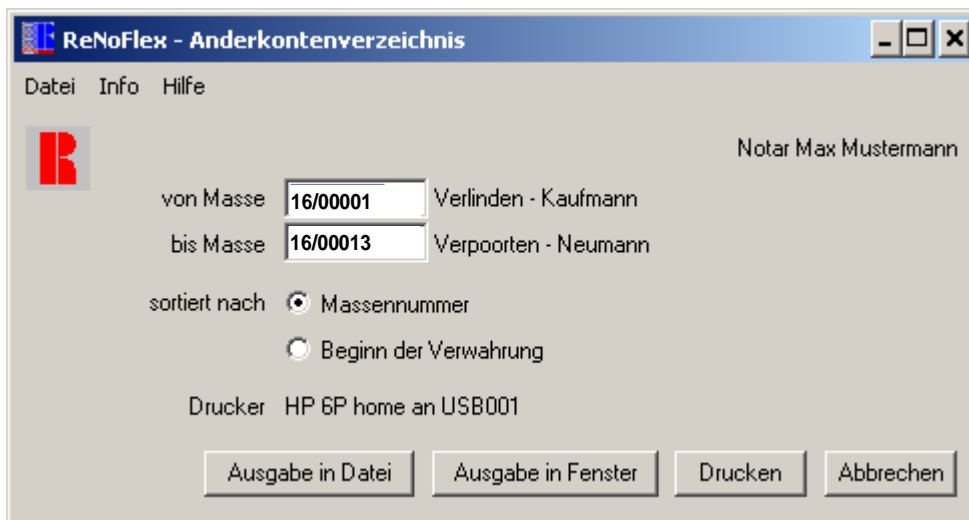 ReNoFlex - Anderkontenverzeichnis
Datei Info Hilfe
R
Notar Max Mustermann
von Masse 16/00001 Verlinden - Kaufmann
bis Masse 16/00013 Verpoorten - Neumann
sortiert nach Massennummer
Beginn der Verwahrung
Drucker HP 6P home an USB001
Ausgabe in Datei Ausgabe in Fenster Drucken Abbrechen